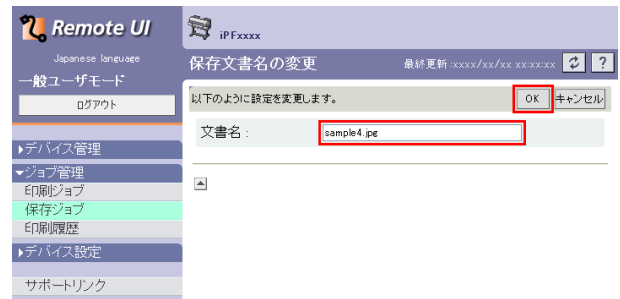 Remote UI
Japanese language
一般ユーザモード
ログアウト
▶デバイス管理
▼ジョブ管理
印刷ジョブ
保存ジョブ
印刷履歴
▶デバイス設定
サポートリンク
iPFxxxx
保存文書名の変更
最終更新 :xxxx/xx/xx xx:xx:xx
?
以下のように設定を変更します。
OK
キャンセル
文書名 :
sample4.jpg